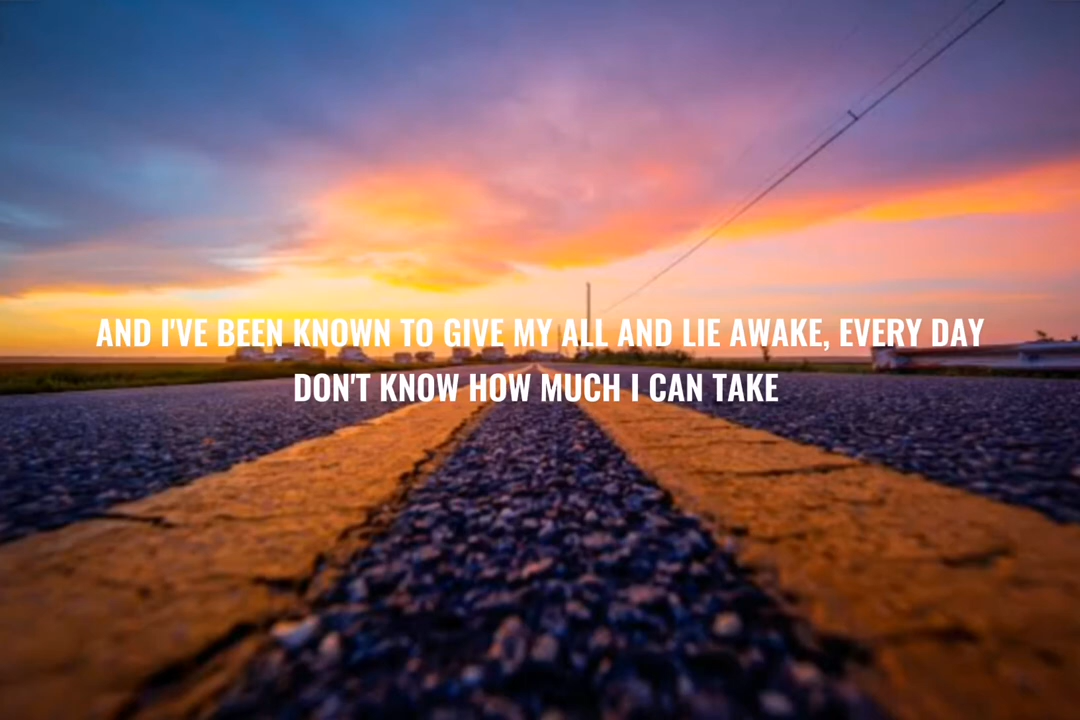 AND I'VE BEEN KNOWN TO GIVE MY ALL AND LIE AWAKE, EVERY DAY
DON'T KNOW HOW MUCH I CAN TAKE